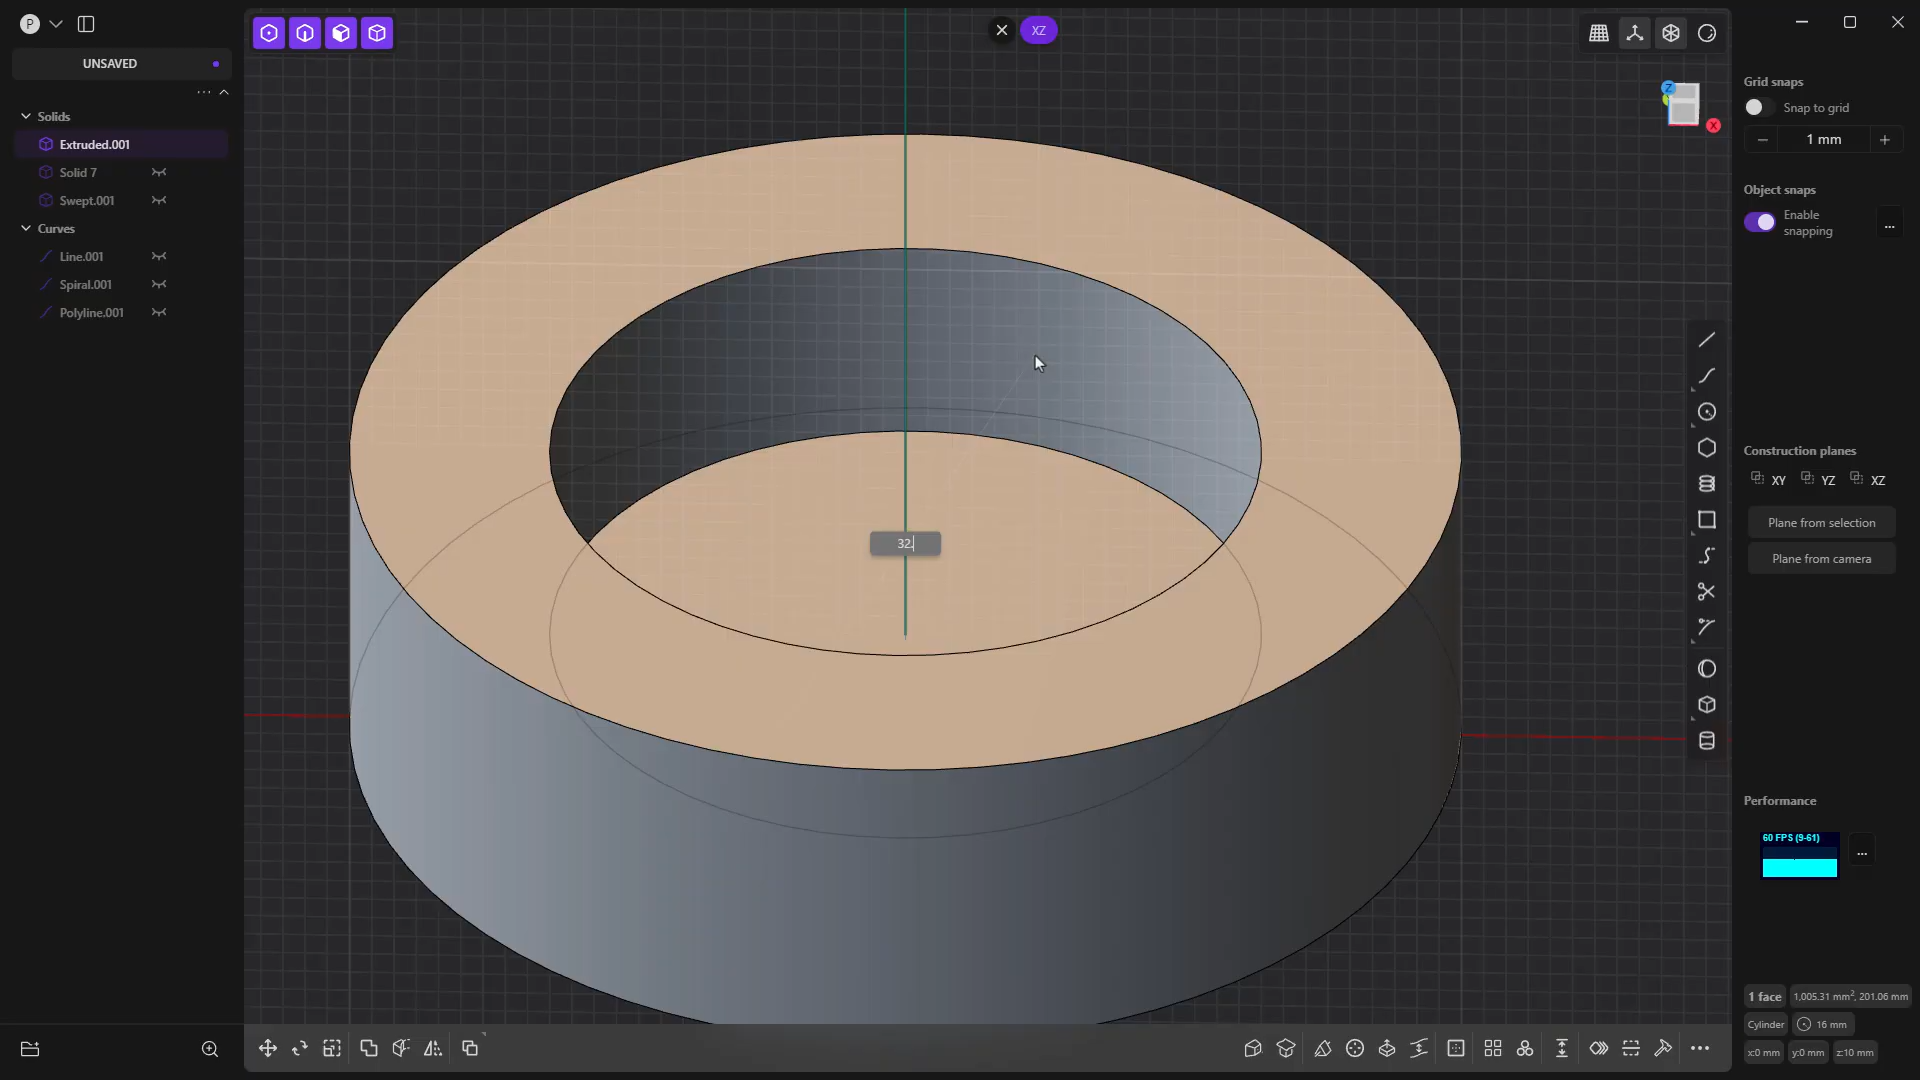 P
UNSAVED
Solids
Extruded.001
Solid 7
Swept.001
Curves
Line.001
Spiral.001
Polyline.001
XZ
Z
X
32.
Grid snaps
Snap to grid
1 mm
Object snaps
Enable
snapping
Construction planes
XY YZ XZ
Plane from selection
Plane from camera
Performance
60 FPS (9-61)
1 face 1,005.31 mm², 201.06 mm
Cylinder 16 mm
x:0 mm y:0 mm z:10 mm